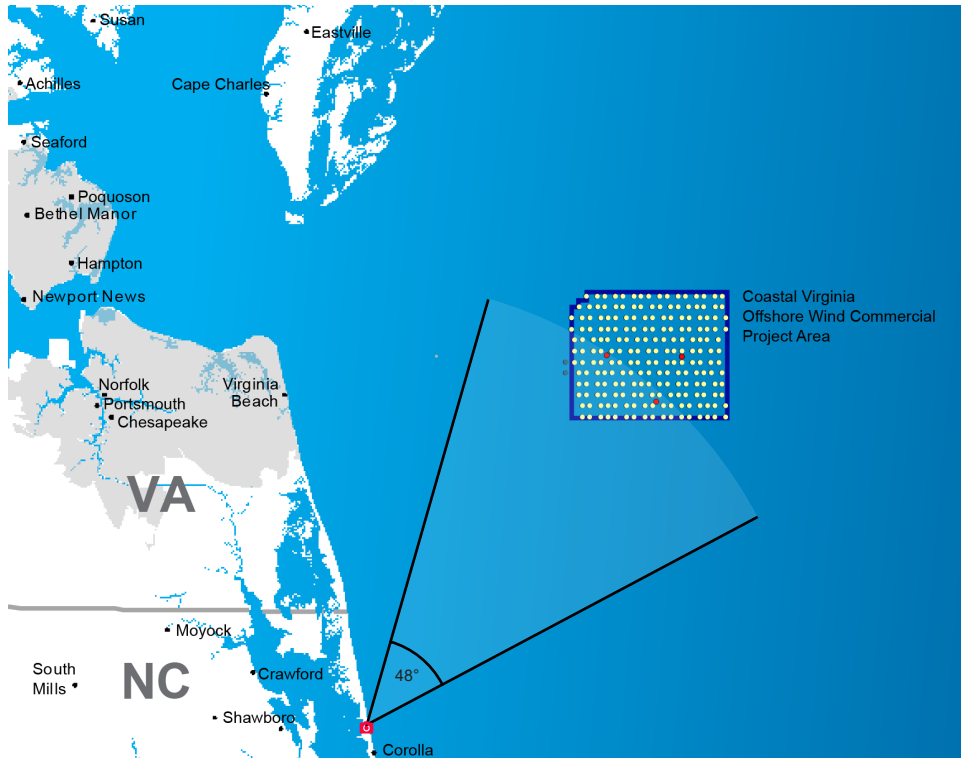 Susan
Eastville
Achilles
Cape Charles
Seaford
Poquoson
Bethel Manor
Hampton
Newport News
Coastal Virginia
Offshore Wind Commercial
Project Area
Norfolk
Portsmouth
Chesapeake
Virginia
Beach
VA
Moyock
NC
South
Mills
Crawford
48°
Shawboro
Corolla